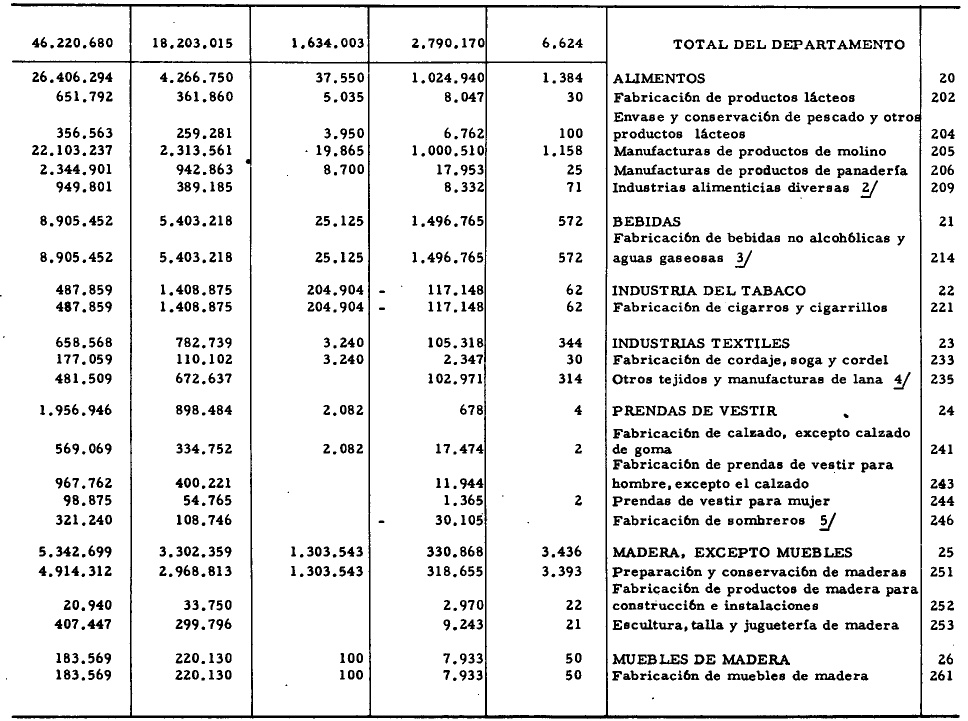 46.220.680 18.203.015 1.634.003 2.790.170 6.624 TOTAL DEL DEPARTAMENTO
26.406.294 4.266.750 37.550 1.024.940 1.384 ALIMENTOS 20
651.792 361.860 5.035 8.047 30 Fabricación de productos lácteos 202
Envase y conservación de pescado y otros
356.563 259.281 3.950 6.762 100 productos lácteos 204
22.103.237 2.313.561 19.865 1.000.510 1.158 Manufacturas de productos de molino 205
2.344.901 942.863 8.700 17.953 25 Manufacturas de productos de panadería 206
949.801 389.185 8.332 71 Industrias alimenticias diversas 2/ 209
8.905.452 5.403.218 25.125 1.496.765 572 BEBIDAS 21
Fabricación de bebidas no alcohólicas y
8.905.452 5.403.218 25.125 1.496.765 572 aguas gaseosas 3/ 214
487.859 1.408.875 204.904 - 117.148 62 INDUSTRIA DEL TABACO 22
487.859 1.408.875 204.904 - 117.148 62 Fabricación de cigarros y cigarrillos 221
658.568 782.739 3.240 105.318 344 INDUSTRIAS TEXTILES 23
177.059 110.102 3.240 2.347 30 Fabricación de cordaje, soga y cordel 233
481.509 672.637 102.971 314 Otros tejidos y manufacturas de lana 4/ 235
1.956.946 898.484 2.082 678 4 PRENDAS DE VESTIR 24
Fabricación de calzado, excepto calzado
569.069 334.752 2.082 17.474 2 de goma 241
Fabricación de prendas de vestir para
967.762 400.221 11.944 hombre, excepto el calzado 243
98.875 54.765 1.365 2 Prendas de vestir para mujer 244
321.240 108.746 - 30.105 Fabricación de sombreros 5/ 246
5.342.699 3.302.359 1.303.543 330.868 3.436 MADERA, EXCEPTO MUEBLES 25
4.914.312 2.968.813 1.303.543 318.655 3.393 Preparación y conservación de maderas 251
Fabricación de productos de madera para
20.940 33.750 2.970 22 construcción e instalaciones 252
407.447 299.796 9.243 21 Escultura, talla y juguetería de madera 253
183.569 220.130 100 7.933 50 MUEBLES DE MADERA 26
183.569 220.130 100 7.933 50 Fabricación de muebles de madera 261